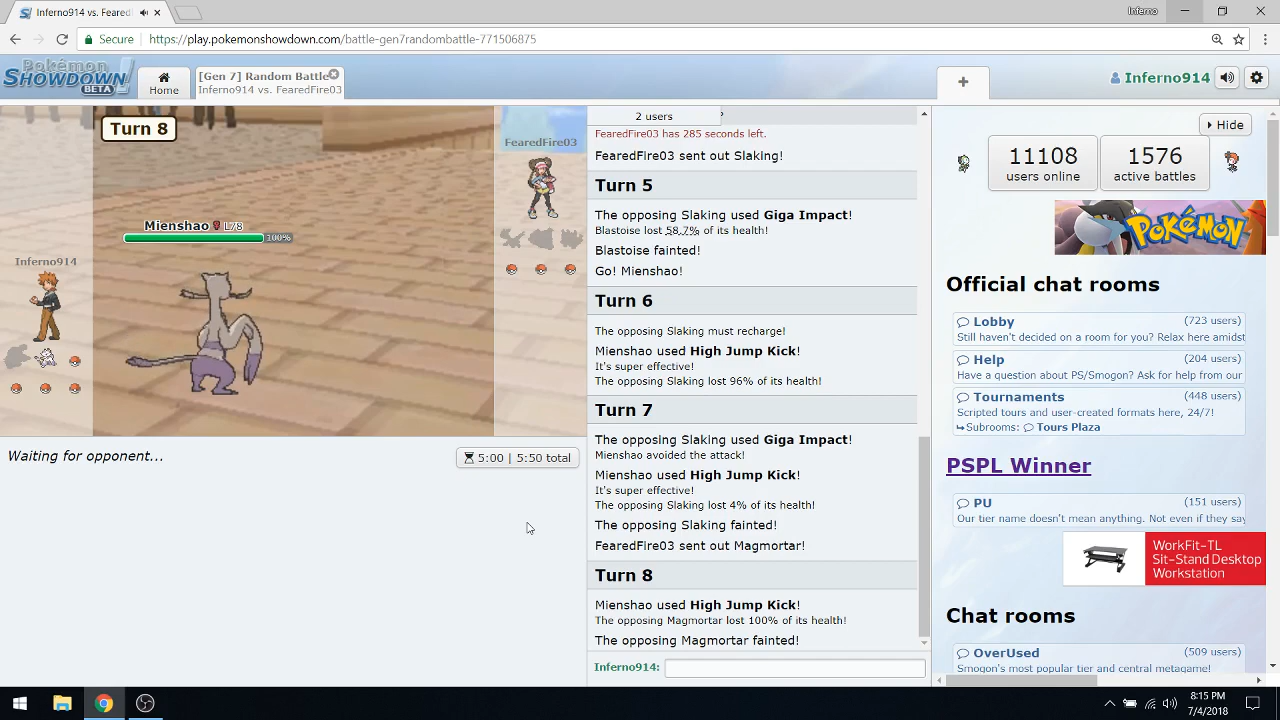 Inferno914 vs. Feared
Inferno
Secure
https://play.pokemonshowdown.com/battle-gen7randombattle-771506875
Pokémon
SHOWDOWN!
BETA
Home
[Gen 7] Random Battle
Inferno914 vs. FearedFire03
+
Inferno914
Turn 8
FearedFire03
Mienshao L78
100%
Inferno914
Waiting for opponent...
5:00 | 5:50 total
2 users
FearedFire03 has 285 seconds left.
FearedFire03 sent out Slaking!
Turn 5
The opposing Slaking used Giga Impact!
Blastoise lost 58.7% of its health!
Blastoise fainted!
Go! Mienshao!
Turn 6
The opposing Slaking must recharge!
Mienshao used High Jump Kick!
It's super effective!
The opposing Slaking lost 96% of its health!
Turn 7
The opposing Slaking used Giga Impact!
Mienshao avoided the attack!
Mienshao used High Jump Kick!
It's super effective!
The opposing Slaking lost 4% of its health!
The opposing Slaking fainted!
FearedFire03 sent out Magmortar!
Turn 8
Mienshao used High Jump Kick!
The opposing Magmortar lost 100% of its health!
The opposing Magmortar fainted!
Inferno914:
Hide
11108
users online
1576
active battles
Pokémon
Official chat rooms
Lobby (723 users)
Still haven't decided on a room for you? Relax here amidst
Help (204 users)
Have a question about PS/Smogon? Ask for help from our
Tournaments (448 users)
Scripted tours and user-created formats here, 24/7!
Subrooms: Tours Plaza
PSPL Winner
PU (151 users)
Our tier name doesn't mean anything. Not even if they say
WorkFit-TL
Sit-Stand Desktop
Workstation
Chat rooms
OverUsed (509 users)
Smogon's most popular tier and central metagame!
8:15 PM
7/4/2018